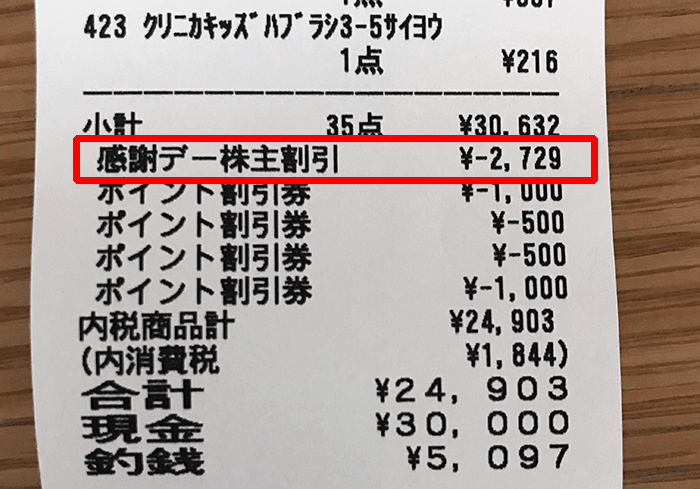 423 ｸﾘﾆｶｷｯｽﾞﾊﾌﾞﾗｼ3-5ｻｲﾖｳ
1点 ¥216
小計 35点 ¥30,632
感謝デー株主割引 ¥-2,729
ポイント割引券 ¥-1,000
ポイント割引券 ¥-500
ポイント割引券 ¥-500
ポイント割引券 ¥-1,000
内税商品計 ¥24,903
(内消費税 ¥1,844)
合計 ¥24,903
現金 ¥30,000
釣銭 ¥5,097